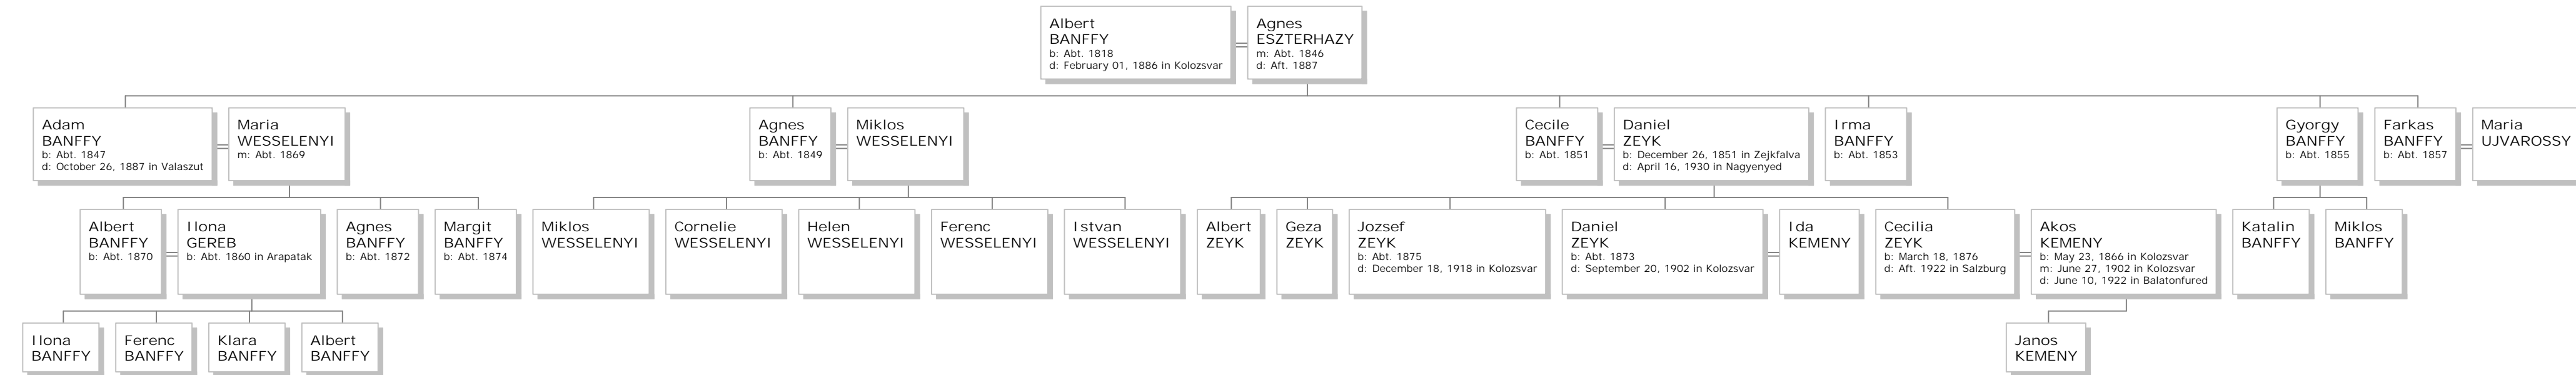 Albert
BANFFY
b: Abt. 1818
d: February 01, 1886 in Kolozsvar
Agnes
ESZTERHAZY
m: Abt. 1846
d: Aft. 1887
Adam
BANFFY
b: Abt. 1847
d: October 26, 1887 in Valaszut
Maria
WESSELENYI
m: Abt. 1869
Agnes
BANFFY
b: Abt. 1849
Miklos
WESSELENYI
Cecile
BANFFY
b: Abt. 1851
Daniel
ZEYK
b: December 26, 1851 in Zejkfalva
d: April 16, 1930 in Nagyenyed
Irma
BANFFY
b: Abt. 1853
Gyorgy
BANFFY
b: Abt. 1855
Farkas
BANFFY
b: Abt. 1857
Maria
UJVAROSSY
Albert
BANFFY
b: Abt. 1870
Ilona
GEREB
b: Abt. 1860 in Arapatak
Agnes
BANFFY
b: Abt. 1872
Margit
BANFFY
b: Abt. 1874
Miklos
WESSELENYI
Cornelie
WESSELENYI
Helen
WESSELENYI
Ferenc
WESSELENYI
Istvan
WESSELENYI
Albert
ZEYK
Geza
ZEYK
Jozsef
ZEYK
b: Abt. 1875
d: December 18, 1918 in Kolozsvar
Daniel
ZEYK
b: Abt. 1873
d: September 20, 1902 in Kolozsvar
Ida
KEMENY
Cecilia
ZEYK
b: March 18, 1876
d: Aft. 1922 in Salzburg
Akos
KEMENY
b: May 23, 1866 in Kolozsvar
m: June 27, 1902 in Kolozsvar
d: June 10, 1922 in Balatonfured
Katalin
BANFFY
Miklos
BANFFY
Ilona
BANFFY
Ferenc
BANFFY
Klara
BANFFY
Albert
BANFFY
Janos
KEMENY